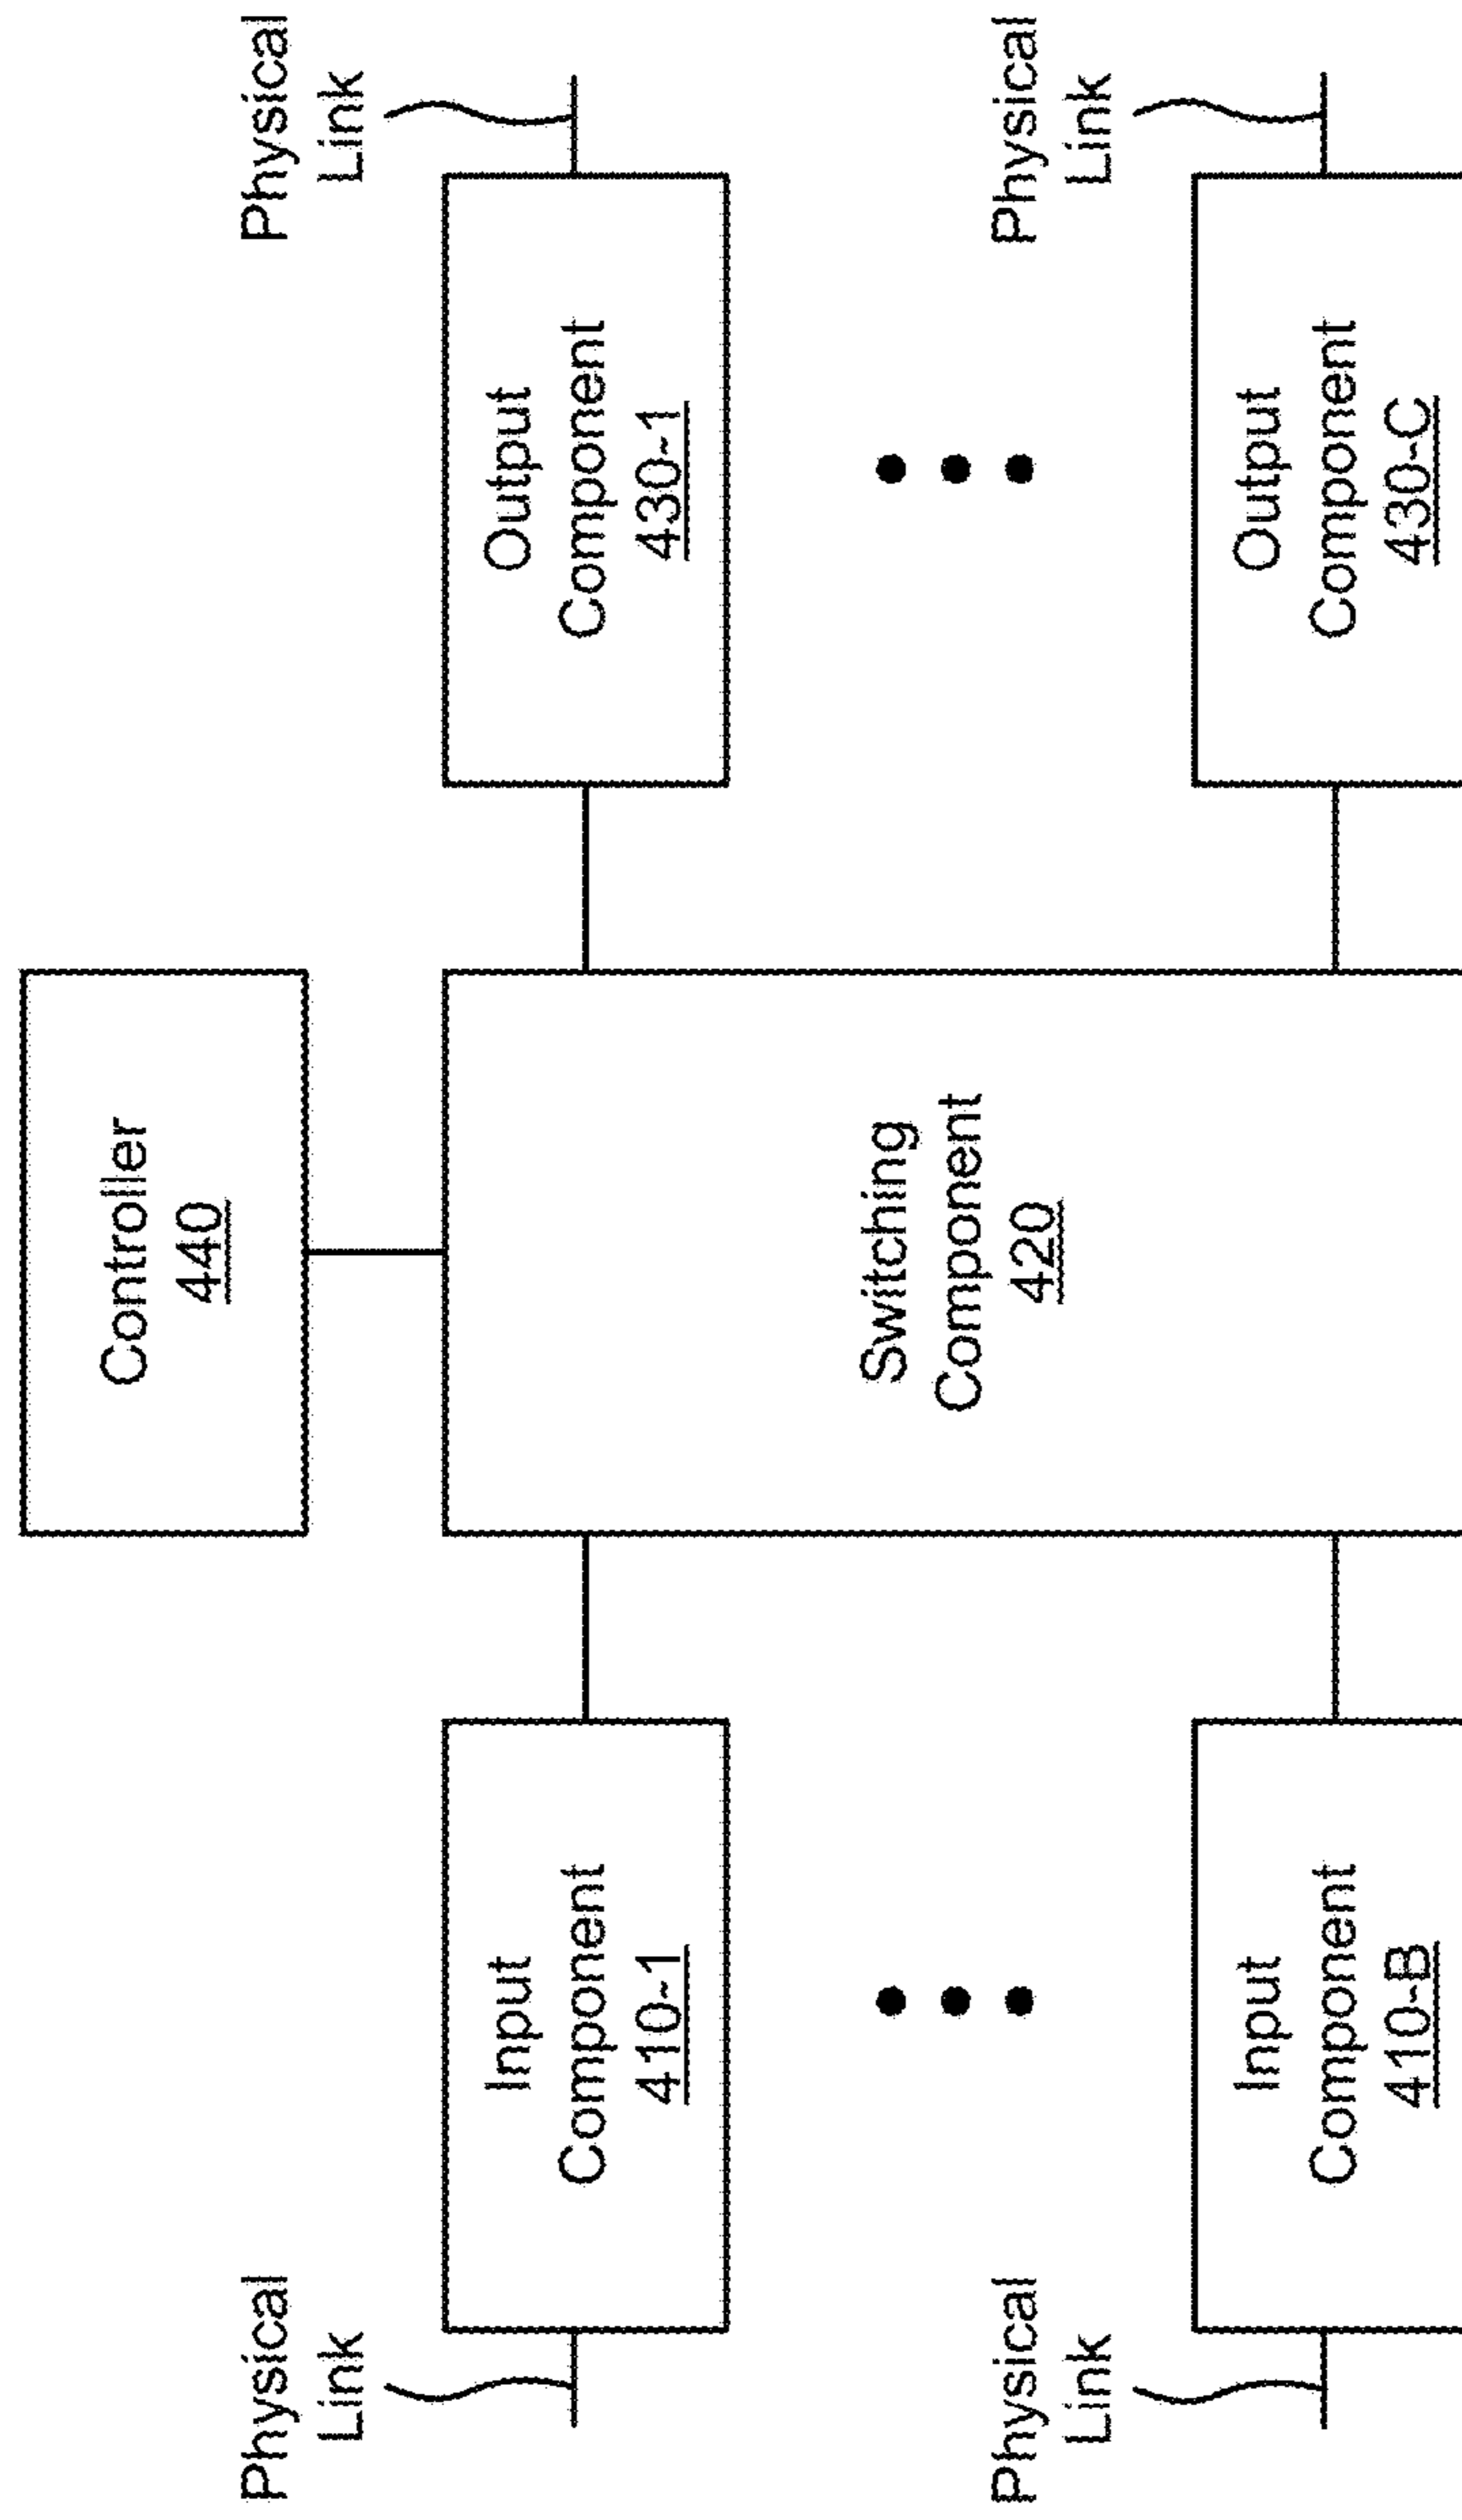 Controller
440
Physical
Link
Physical
Link
Input
Component
410-1
Output
Component
430-1
Switching
Component
420
Physical
Link
Physical
Link
Input
Component
410-B
Output
Component
430-C